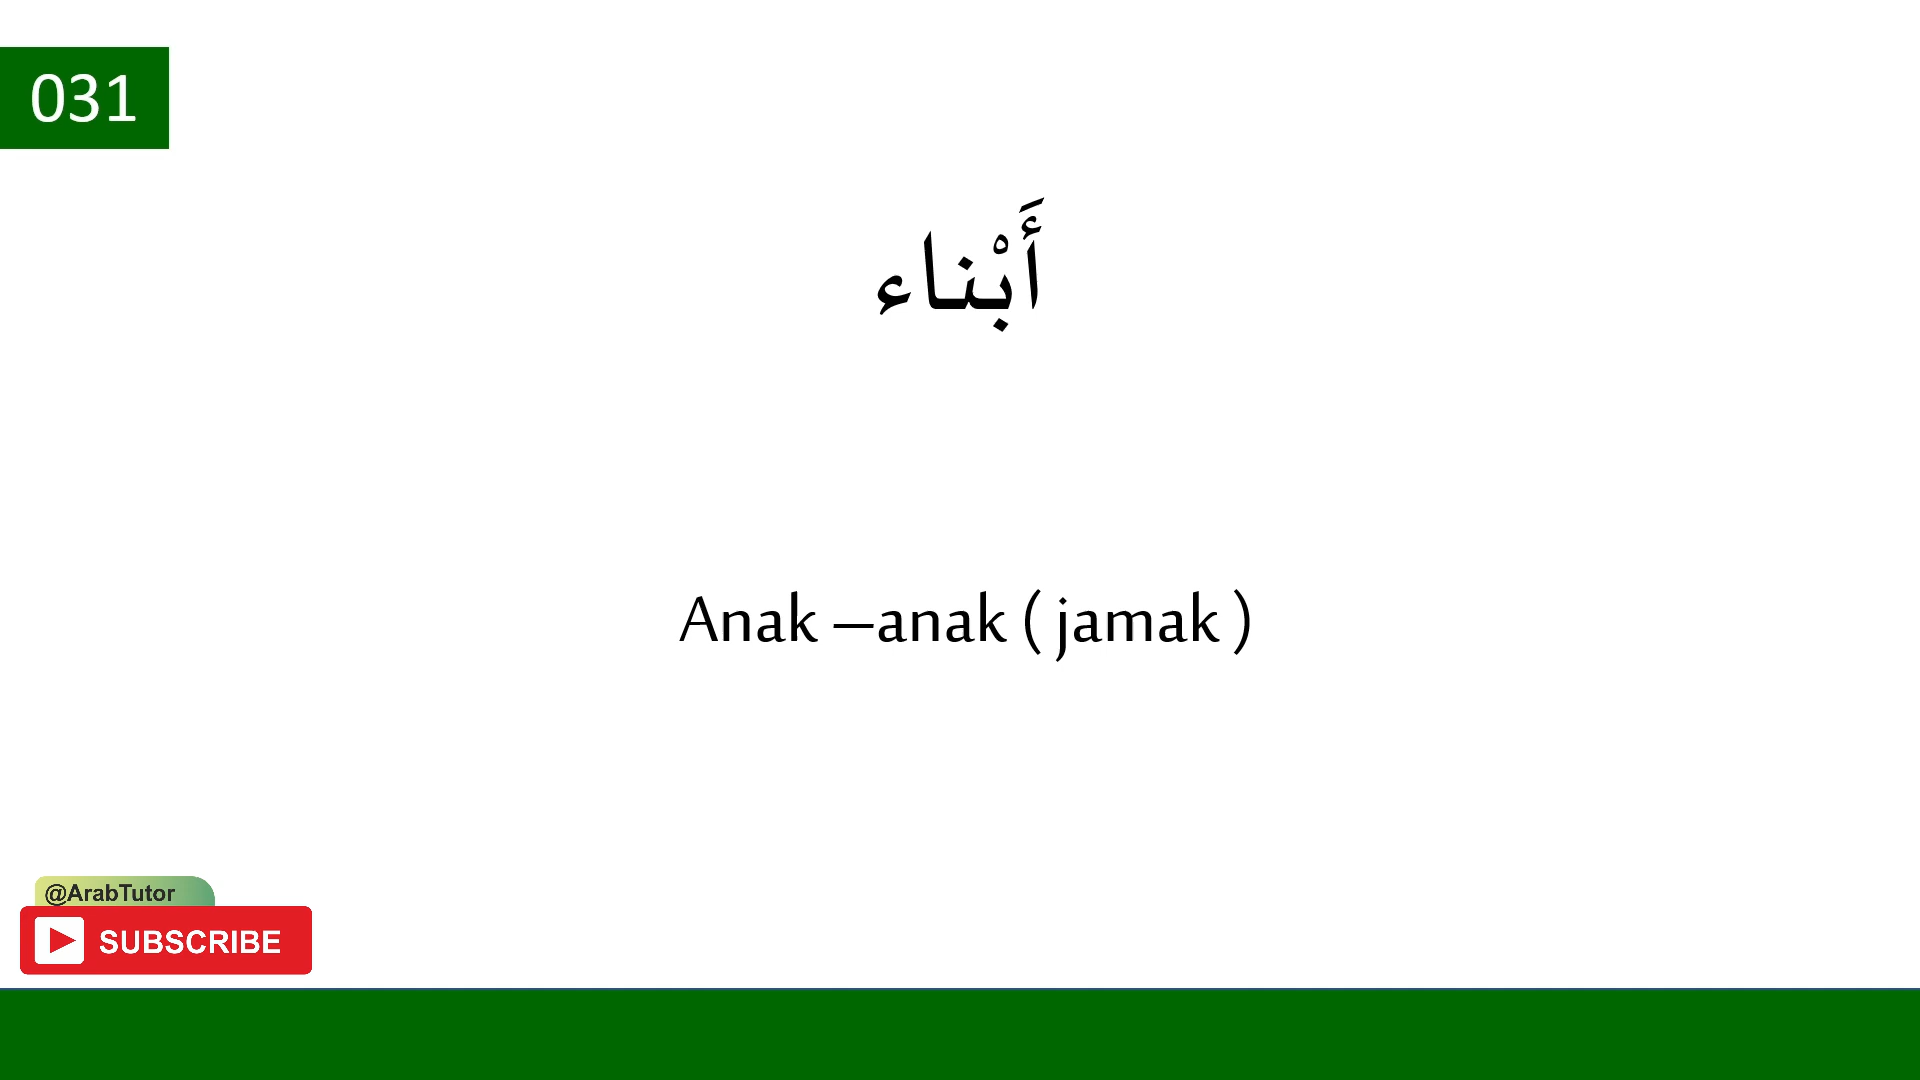 031
أَبْناء
Anak –anak ( jamak )
@ArabTutor
SUBSCRIBE